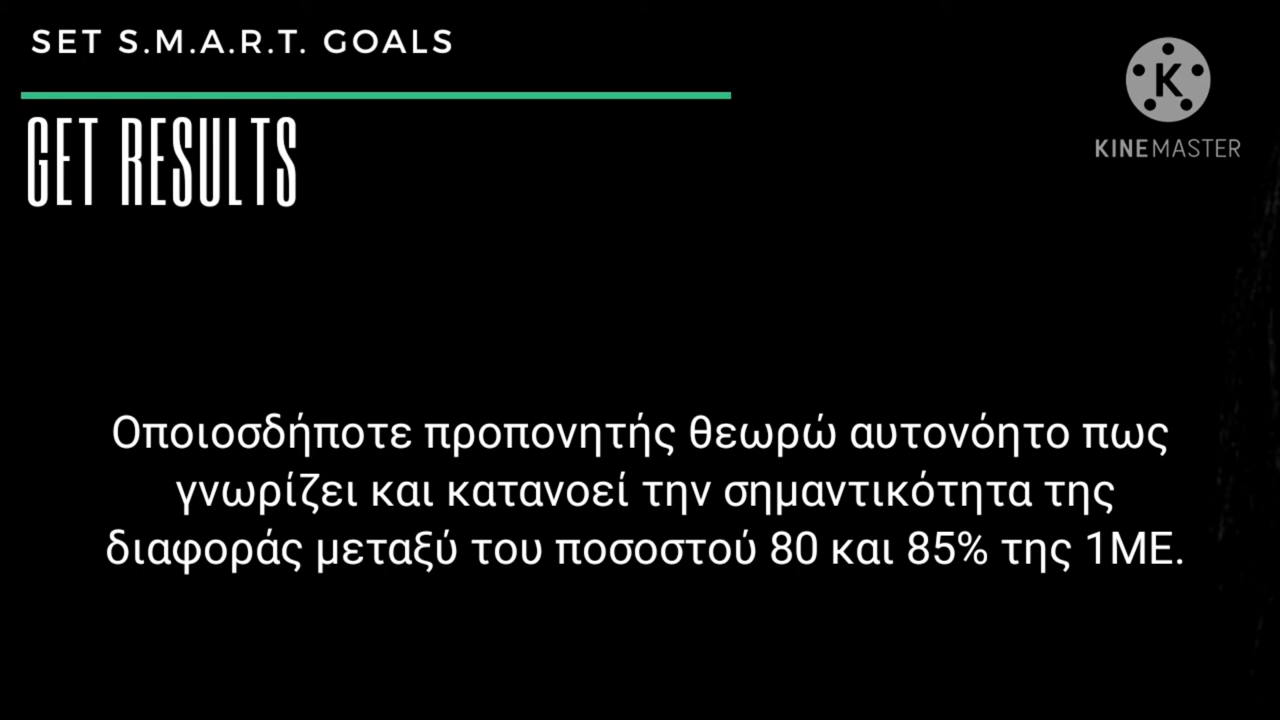 SET S.M.A.R.T. GOALS
GET RESULTS
K
KINEMASTER
Οποιοσδήποτε προπονητής θεωρώ αυτονόητο πως
γνωρίζει και κατανοεί την σημαντικότητα της
διαφοράς μεταξύ του ποσοστού 80 και 85% της 1ΜΕ.